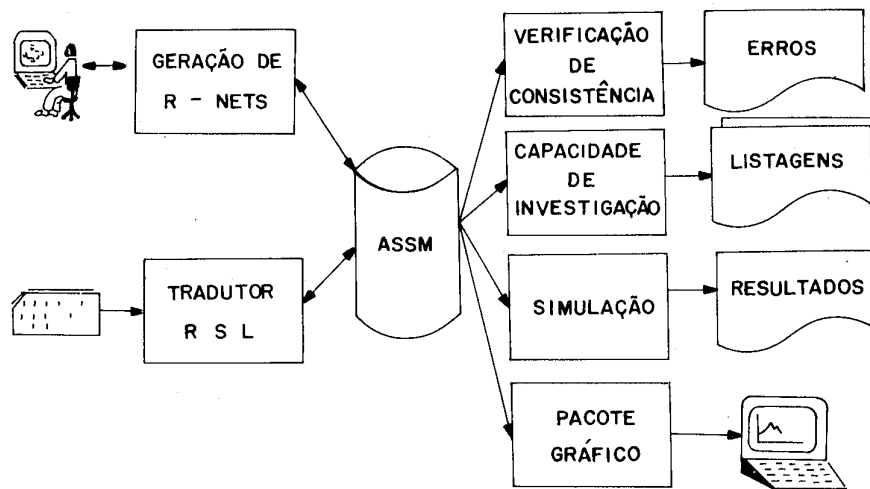 GERAÇÃO DE
R - NETS
TRADUTOR
R S L
ASSM
VERIFICAÇÃO
DE
CONSISTÊNCIA
ERROS
CAPACIDADE
DE
INVESTIGAÇÃO
LISTAGENS
SIMULAÇÃO
RESULTADOS
PACOTE
GRÁFICO